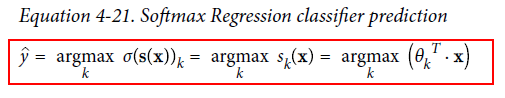 Equation 4-21. Softmax Regression classifier prediction
ŷ = argmax σ(s(x))ₖ = argmax sₖ(x) = argmax (θₖᵀ · x)
k k k